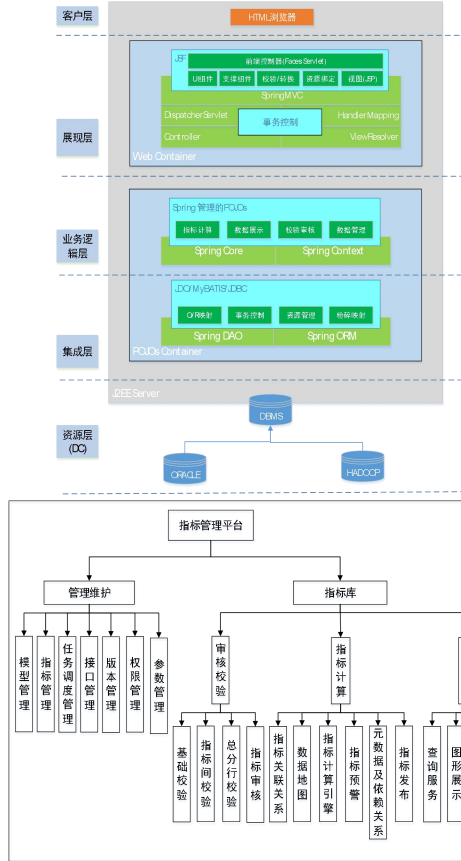 客户层
HTML浏览器
JSF
前端控制器(Faces Servlet)
UI组件 支撑组件 校验/转换 资源绑定 视图(JSP)
SpringMVC
DispatcherServlet
HandlerMapping
事务控制
Controller
ViewResolver
展现层
Web Container
Spring 管理的POJOs
指标计算 数据展示 校验审核 数据管理
Spring Core Spring Context
业务逻
辑层
JDO/MyBATIS/JDBC
O/R映射 事务控制 资源管理 粉碎映射
Spring DAO Spring ORM
集成层
POJOs Container
J2EE Server
DBMS
资源层
(DC)
ORACLE
HADOOP
指标管理平台
管理维护
指标库
模型管理
指标管理
任务调度管理
接口管理
版本管理
权限管理
参数管理
审核校验
指标计算
基础校验
指标间校验
总分行校验
指标审核
指标关联关系
数据地图
指标计算引擎
指标预警
元数据及依赖关系
指标发布
查询服务
图形展示